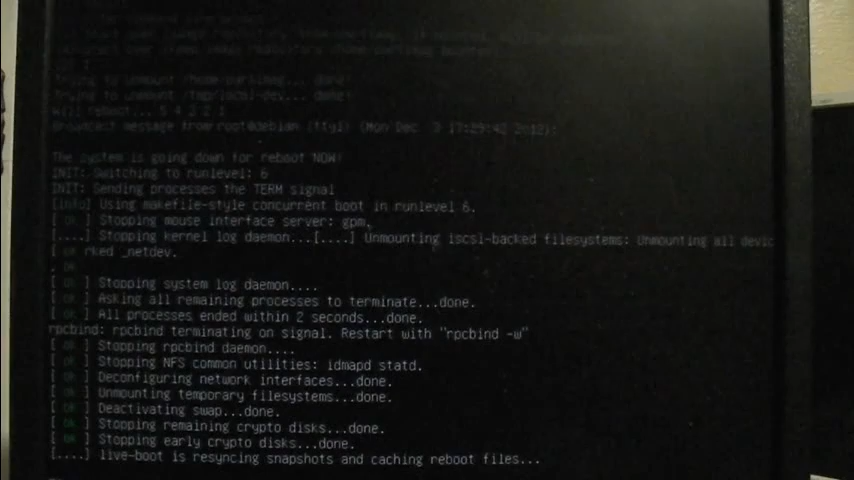 Trying to unmount /home/partimag... done!
Trying to unmount /tmp/local-dev... done!
Will reboot... 5 4 3 2 1
Broadcast message from root@debian (tty1) (Mon Dec 3 17:29:42 2012):
The system is going down for reboot NOW!
INIT: Switching to runlevel: 6
INIT: Sending processes the TERM signal
[info] Using makefile-style concurrent boot in runlevel 6.
[ ok ] Stopping mouse interface server: gpm.
[....] Stopping kernel log daemon...[....] Unmounting iscsi-backed filesystems: Unmounting all devic
[ ok rked _netdev.
. ok
[ ok ] Stopping system log daemon....
[ ok ] Asking all remaining processes to terminate...done.
[ ok ] All processes ended within 2 seconds...done.
rpcbind: rpcbind terminating on signal. Restart with "rpcbind -w"
[ ok ] Stopping rpcbind daemon....
[ ok ] Stopping NFS common utilities: idmapd statd.
[ ok ] Deconfiguring network interfaces...done.
[ ok ] Unmounting temporary filesystems...done.
[ ok ] Deactivating swap...done.
[ ok ] Stopping remaining crypto disks...done.
[ ok ] Stopping early crypto disks...done.
[....] live-boot is resyncing snapshots and caching reboot files...